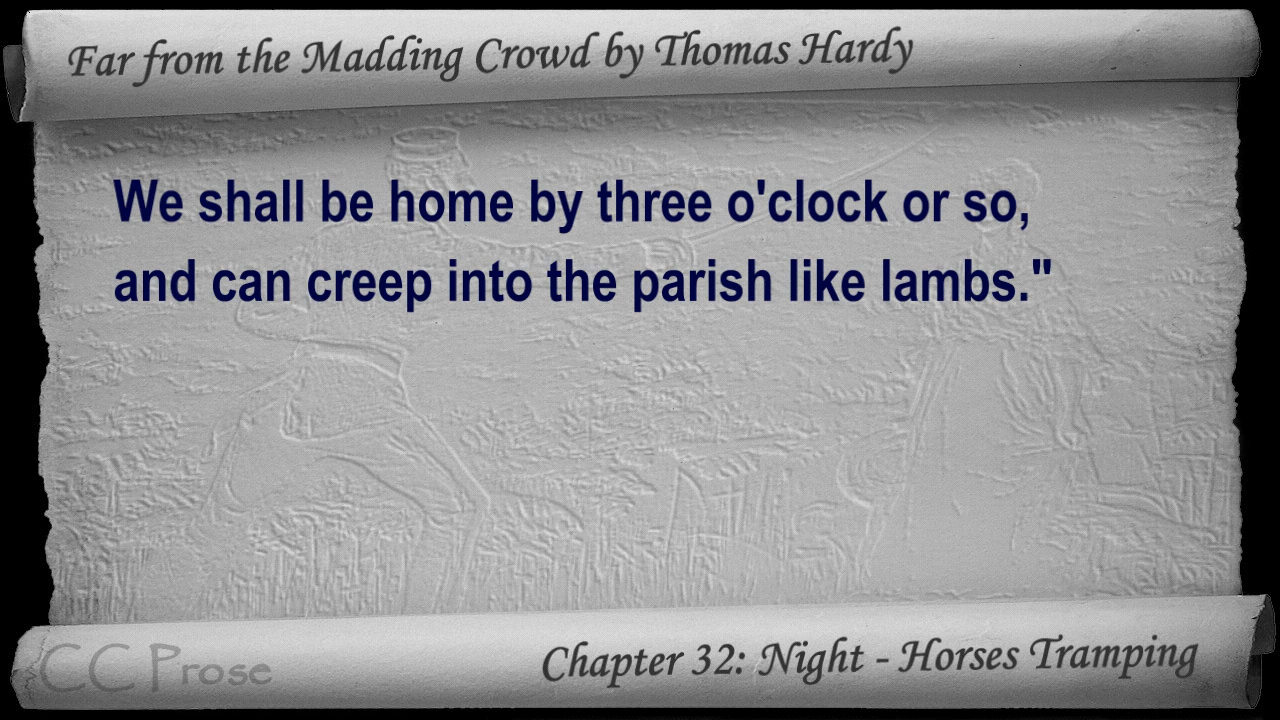 Far from the Madding Crowd by Thomas Hardy
We shall be home by three o'clock or so,
and can creep into the parish like lambs."
CC Prose
Chapter 32: Night - Horses Tramping